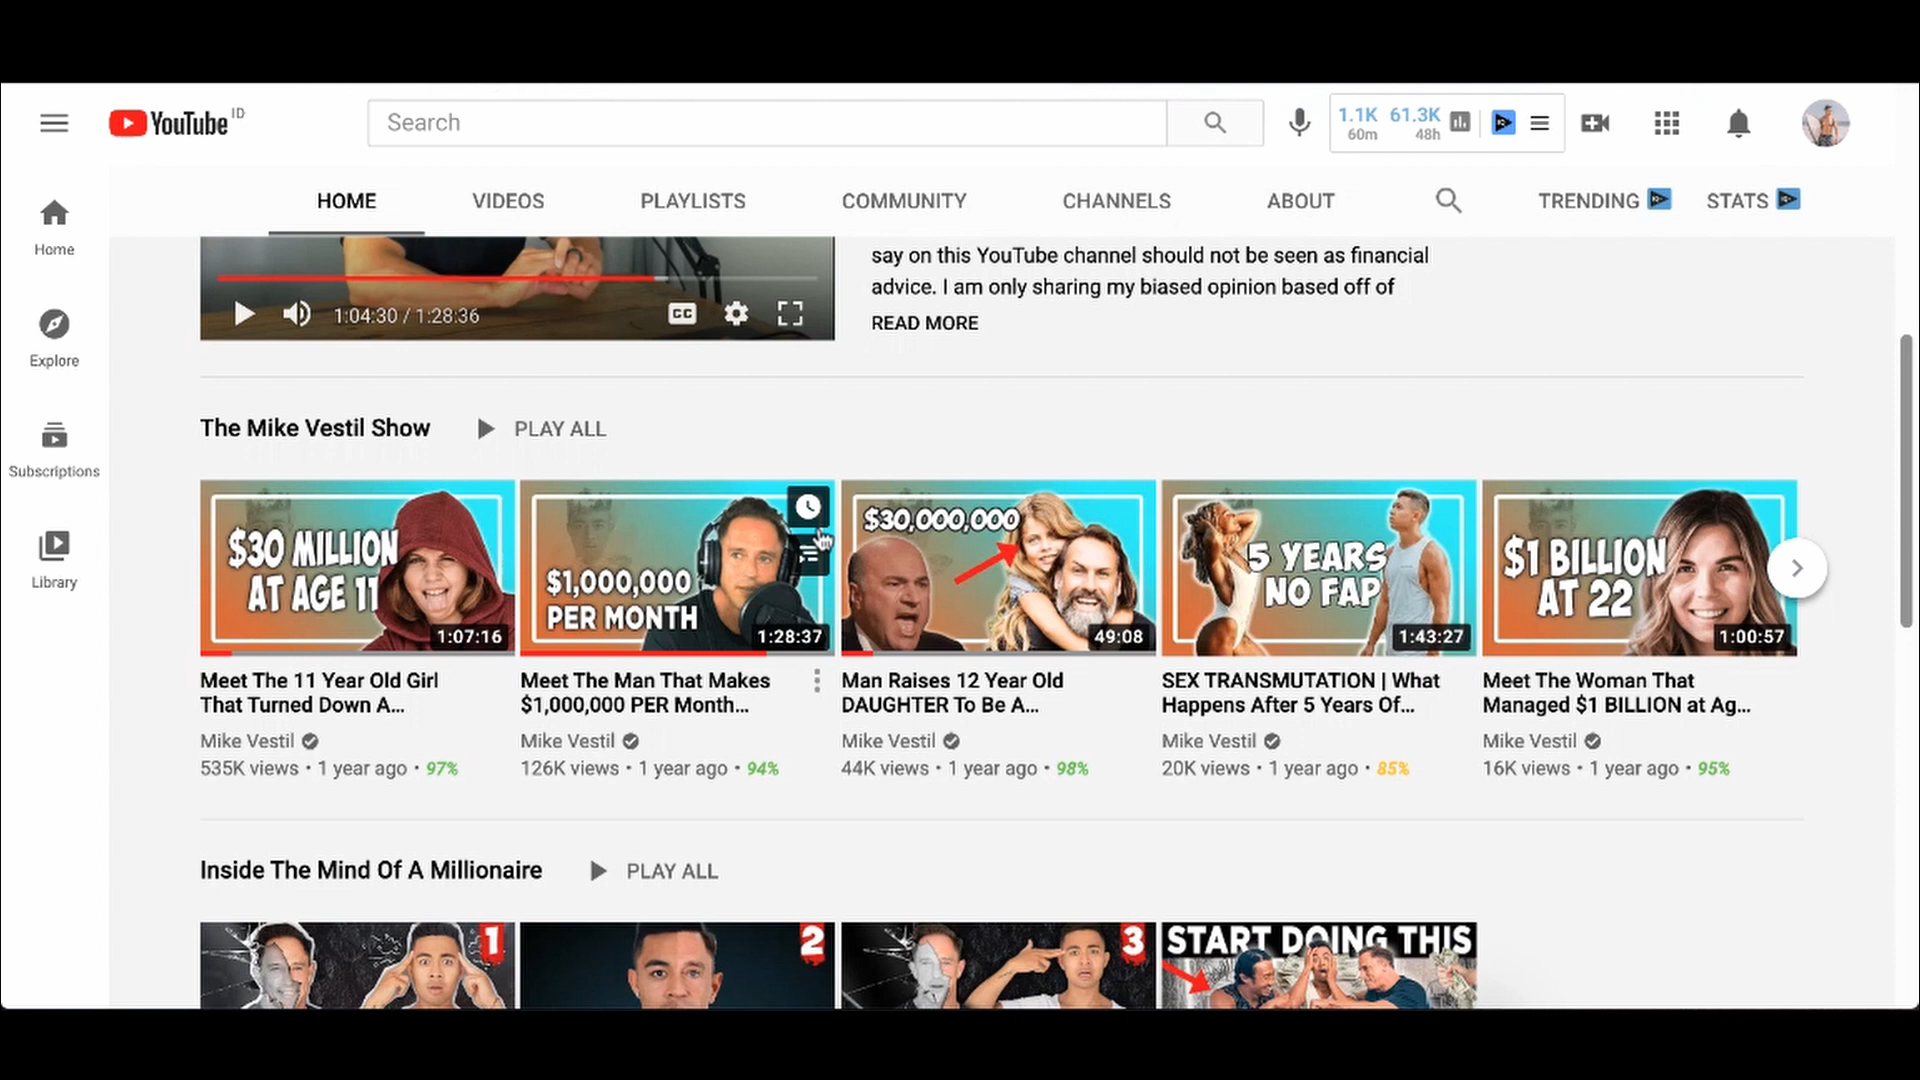 YouTube ID
Search
1.1K 61.3K
60m 48h
HOME VIDEOS PLAYLISTS COMMUNITY CHANNELS ABOUT TRENDING STATS
Home
Explore
Subscriptions
Library
say on this YouTube channel should not be seen as financial
advice. I am only sharing my biased opinion based off of
READ MORE
1:04:30 / 1:28:36
CC
The Mike Vestil Show PLAY ALL
$30 MILLION
AT AGE 11
1:07:16
Meet The 11 Year Old Girl
That Turned Down A...
Mike Vestil
535K views • 1 year ago • 97%
$1,000,000
PER MONTH
1:28:37
Meet The Man That Makes
$1,000,000 PER Month...
Mike Vestil
126K views • 1 year ago • 94%
$30,000,000
49:08
Man Raises 12 Year Old
DAUGHTER To Be A...
Mike Vestil
44K views • 1 year ago • 98%
5 YEARS
NO FAP
1:43:27
SEX TRANSMUTATION | What
Happens After 5 Years Of...
Mike Vestil
20K views • 1 year ago • 85%
$1 BILLION
AT 22
1:00:57
Meet The Woman That
Managed $1 BILLION at Ag...
Mike Vestil
16K views • 1 year ago • 95%
Inside The Mind Of A Millionaire PLAY ALL
1
2
3
START DOING THIS